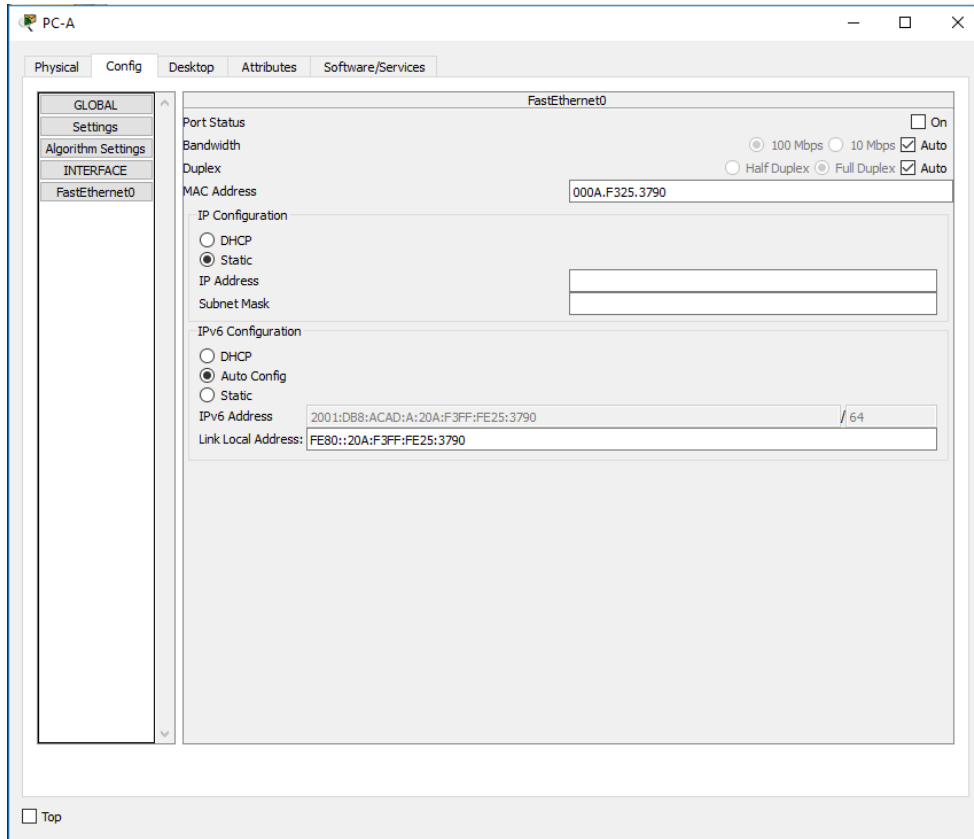 PC-A
Physical Config Desktop Attributes Software/Services
GLOBAL
Settings
Algorithm Settings
INTERFACE
FastEthernet0
FastEthernet0
Port Status On
Bandwidth 100 Mbps 10 Mbps Auto
Duplex Half Duplex Full Duplex Auto
MAC Address 000A.F325.3790
IP Configuration
DHCP
Static
IP Address
Subnet Mask
IPv6 Configuration
DHCP
Auto Config
Static
IPv6 Address 2001:DB8:ACAD:A:20A:F3FF:FE25:3790 / 64
Link Local Address: FE80::20A:F3FF:FE25:3790
Top